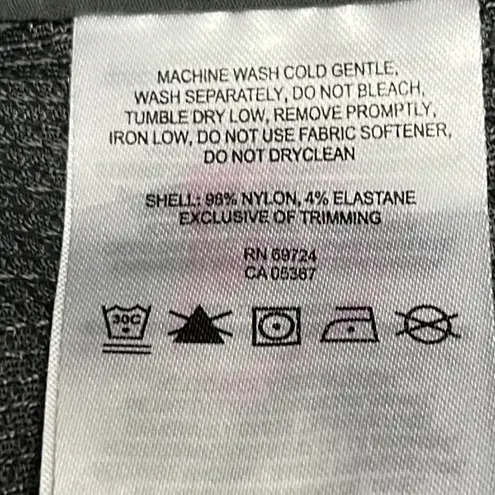 MACHINE WASH COLD GENTLE,
WASH SEPARATELY, DO NOT BLEACH,
TUMBLE DRY LOW, REMOVE PROMPTLY,
IRON LOW, DO NOT USE FABRIC SOFTENER,
DO NOT DRYCLEAN
SHELL: 96% NYLON, 4% ELASTANE
EXCLUSIVE OF TRIMMING
RN 69724
CA 05367
30C